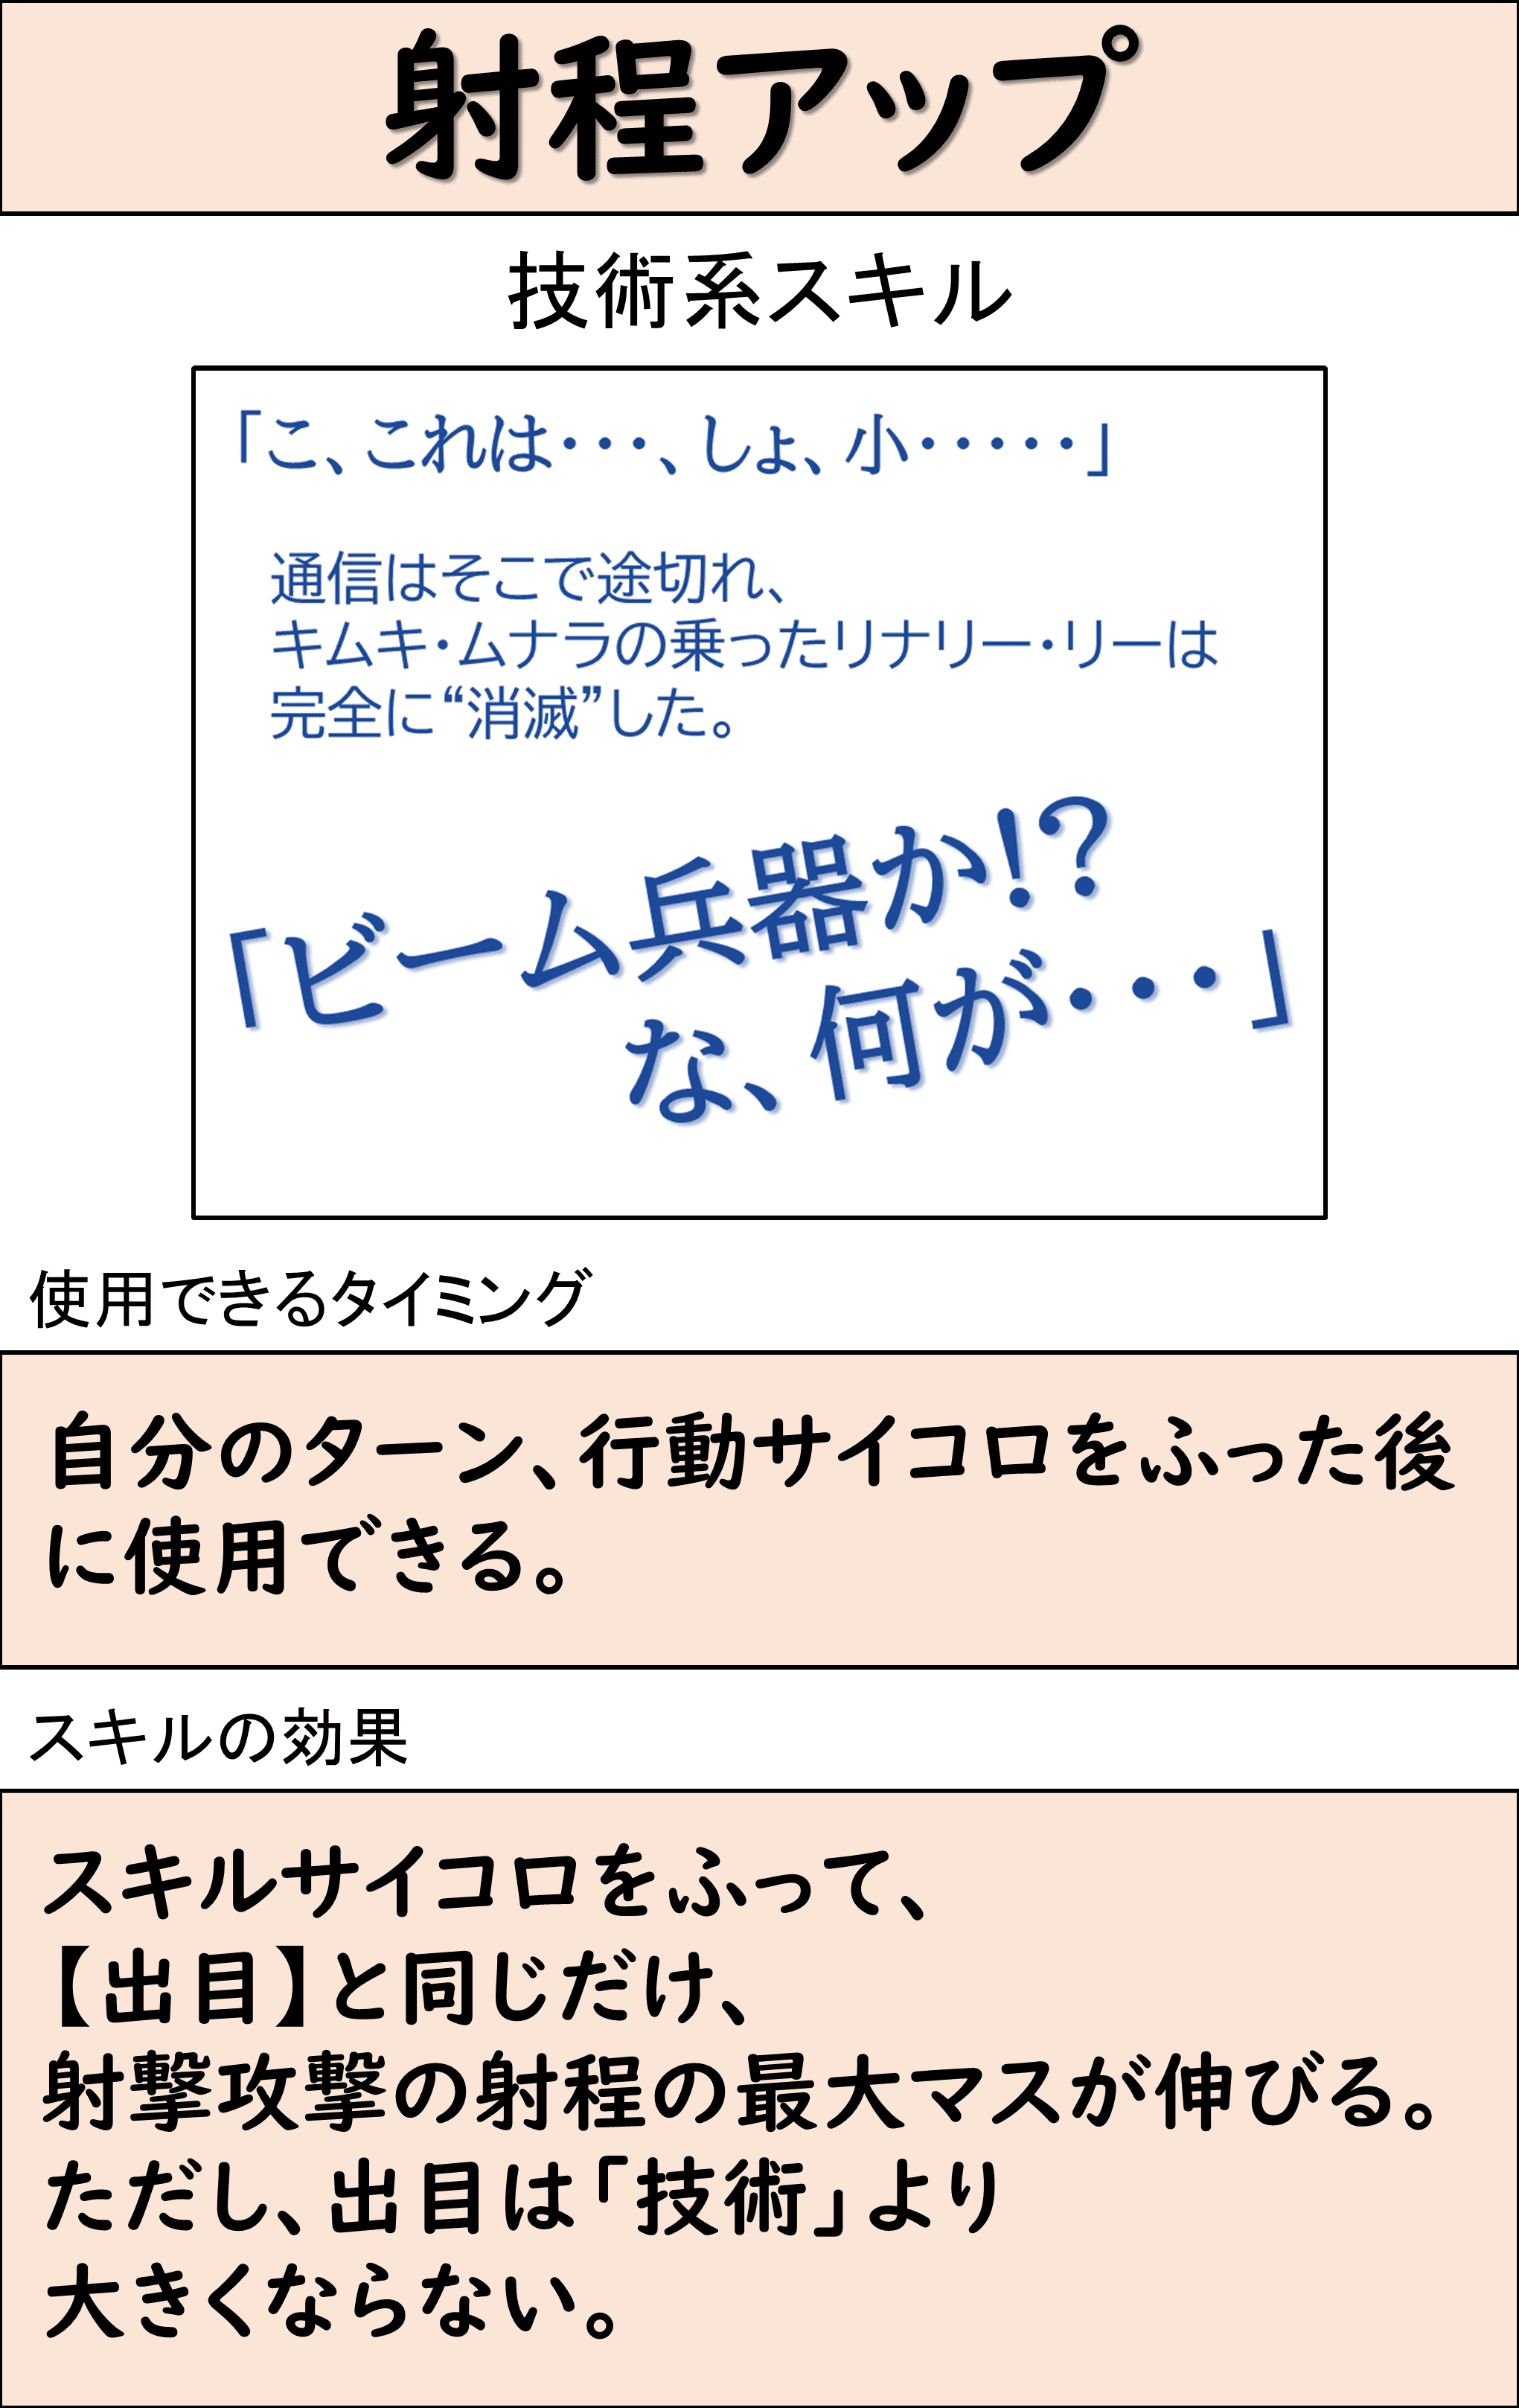 射程アップ
技術系スキル
「こ、これは・・・、しょ、小・・・・・」
通信はそこで途切れ、
キムキ・ムナラの乗ったリナリー・リーは
完全に“消滅”した。
「ビーム兵器か!?
な、何が・・・」
使用できるタイミング
自分のターン、行動サイコロをふった後
に使用できる。
スキルの効果
スキルサイコロをふって、
【出目】と同じだけ、
射撃攻撃の射程の最大マスが伸びる。
ただし、出目は「技術」より
大きくならない。